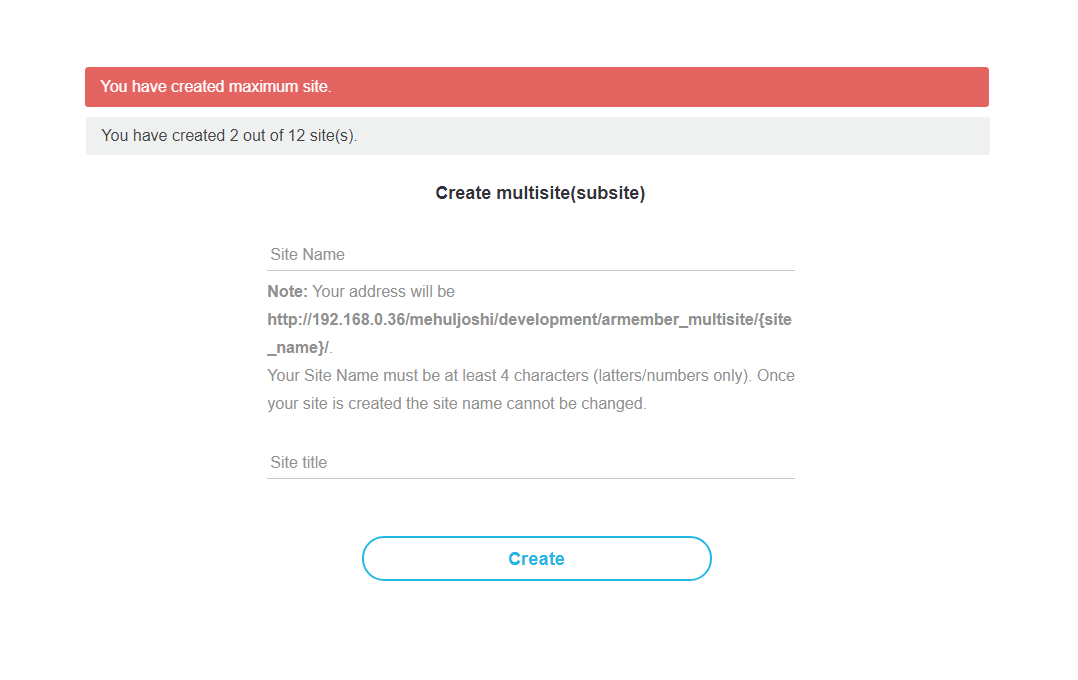 You have created maximum site.
You have created 2 out of 12 site(s).
Create multisite(subsite)
Site Name
Note: Your address will be
http://192.168.0.36/mehuljoshi/development/armember_multisite/{site
_name}/.
Your Site Name must be at least 4 characters (latters/numbers only). Once
your site is created the site name cannot be changed.
Site title
Create